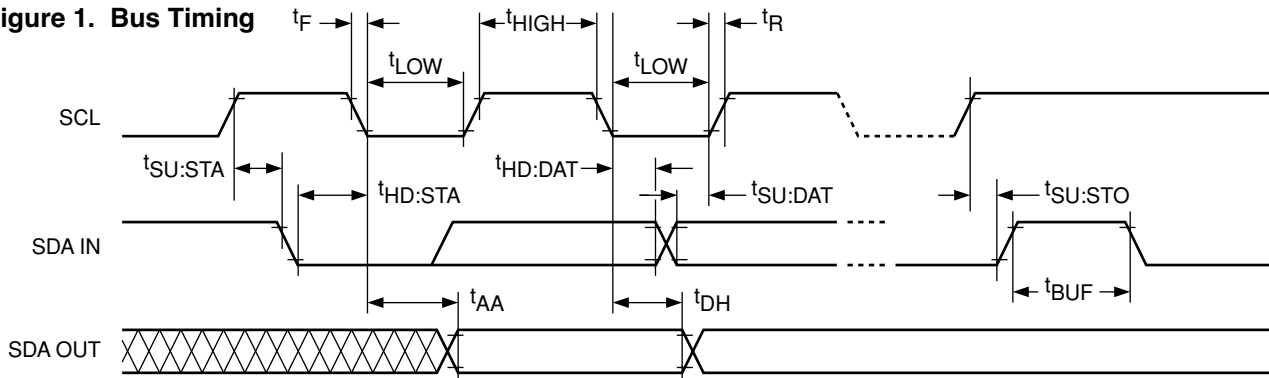 igure 1. Bus Timing
tF
tHIGH
tR
tLOW
tLOW
SCL
tSU:STA
tHD:STA
tHD:DAT
tSU:DAT
tSU:STO
SDA IN
tBUF
tAA
tDH
SDA OUT